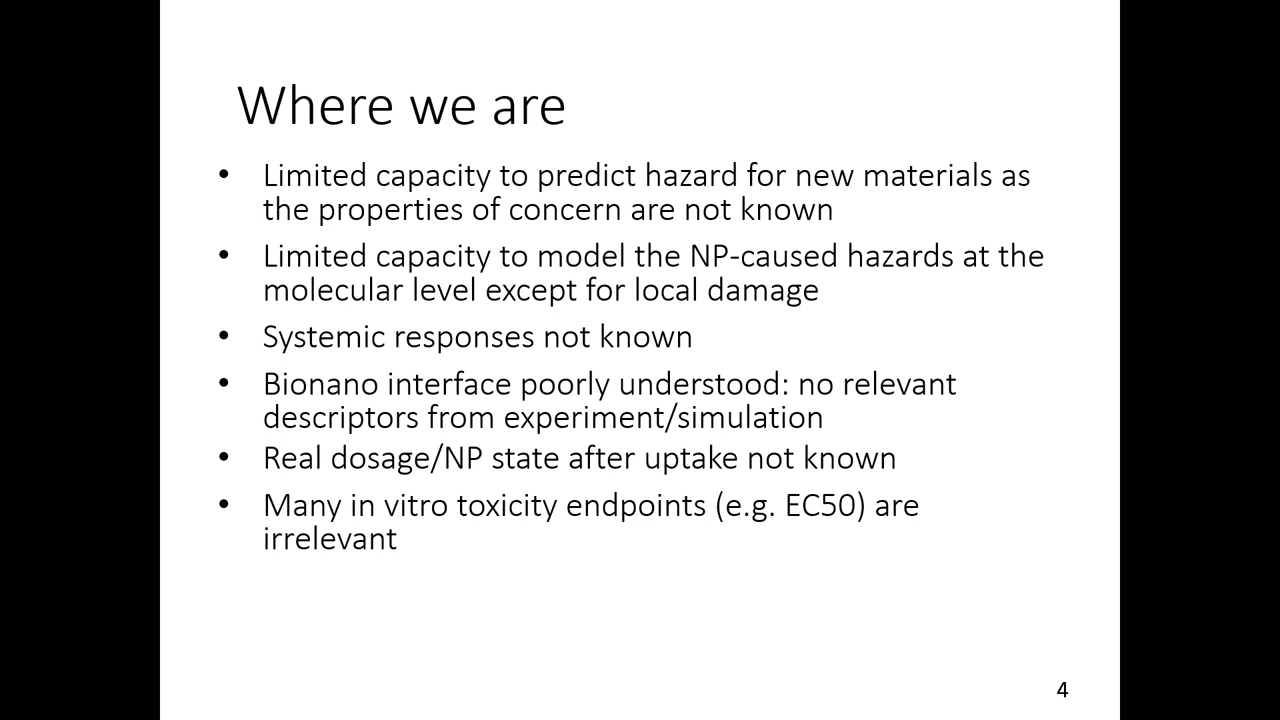 Where we are
• Limited capacity to predict hazard for new materials as
the properties of concern are not known
• Limited capacity to model the NP-caused hazards at the
molecular level except for local damage
• Systemic responses not known
• Bionano interface poorly understood: no relevant
descriptors from experiment/simulation
• Real dosage/NP state after uptake not known
• Many in vitro toxicity endpoints (e.g. EC50) are
irrelevant
4